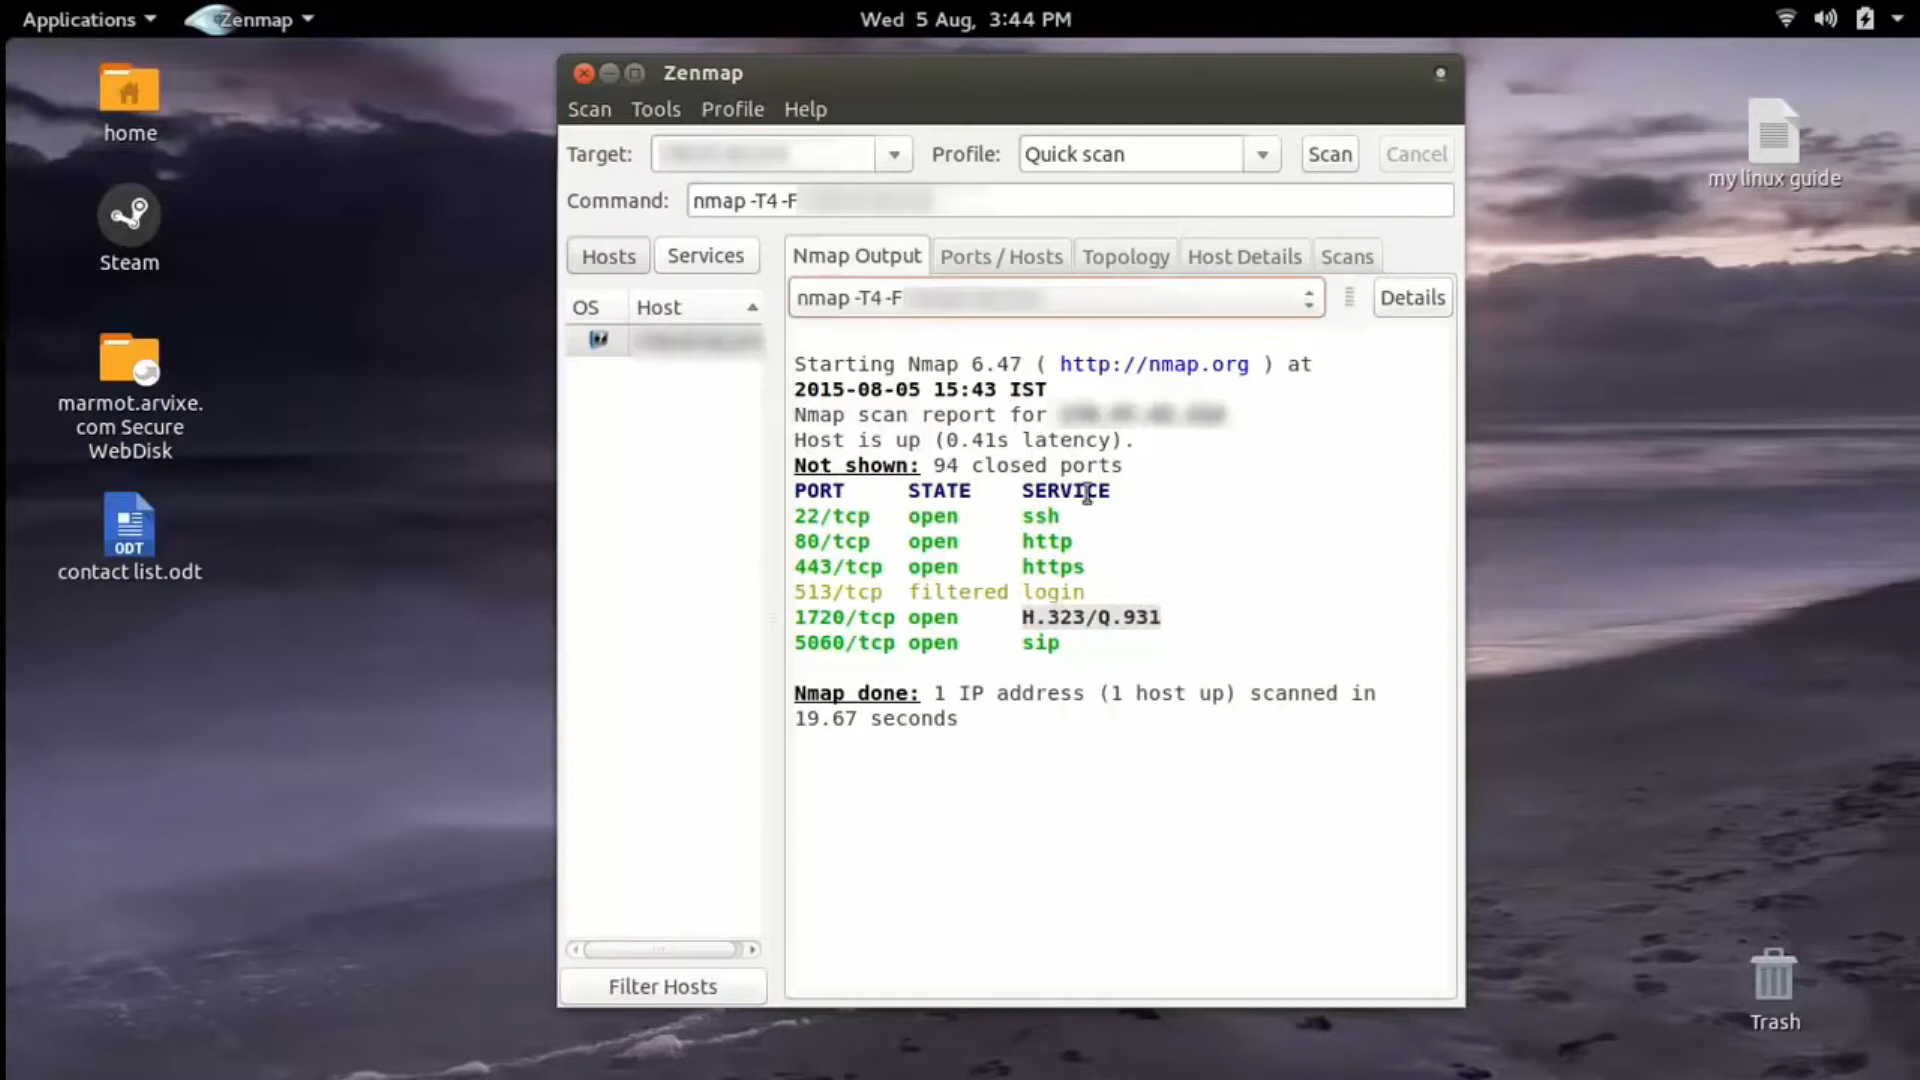 Applications
Zenmap
Wed 5 Aug, 3:44 PM
home
Steam
marmot.arvixe.
com Secure
WebDisk
ODT
contact list.odt
my linux guide
Trash
Zenmap
Scan Tools Profile Help
Target: Profile: Quick scan Scan Cancel
Command: nmap -T4 -F
Hosts Services
OS Host
Filter Hosts
Nmap Output Ports / Hosts Topology Host Details Scans
nmap -T4 -F Details
Starting Nmap 6.47 ( http://nmap.org ) at
2015-08-05 15:43 IST
Nmap scan report for
Host is up (0.41s latency).
Not shown: 94 closed ports
PORT STATE SERVICE
22/tcp open ssh
80/tcp open http
443/tcp open https
513/tcp filtered login
1720/tcp open H.323/Q.931
5060/tcp open sip
Nmap done: 1 IP address (1 host up) scanned in
19.67 seconds